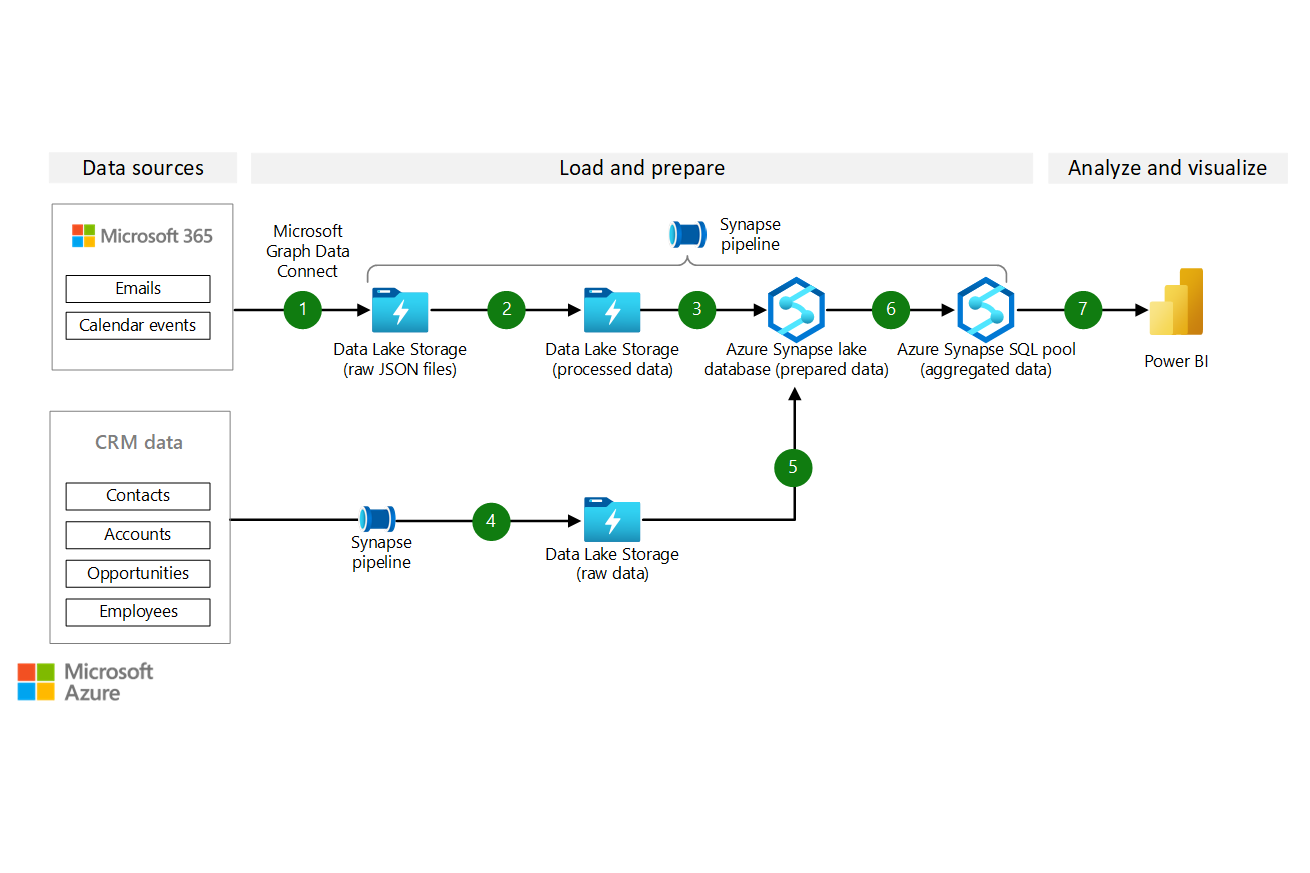 Data sources
Load and prepare
Analyze and visualize
Microsoft 365
Emails
Calendar events
Microsoft
Graph Data
Connect
Synapse
pipeline
1
2
3
6
7
Data Lake Storage
(raw JSON files)
Data Lake Storage
(processed data)
Azure Synapse lake
database (prepared data)
Azure Synapse SQL pool
(aggregated data)
Power BI
CRM data
Contacts
Accounts
Opportunities
Employees
Synapse
pipeline
4
Data Lake Storage
(raw data)
5
Microsoft
Azure